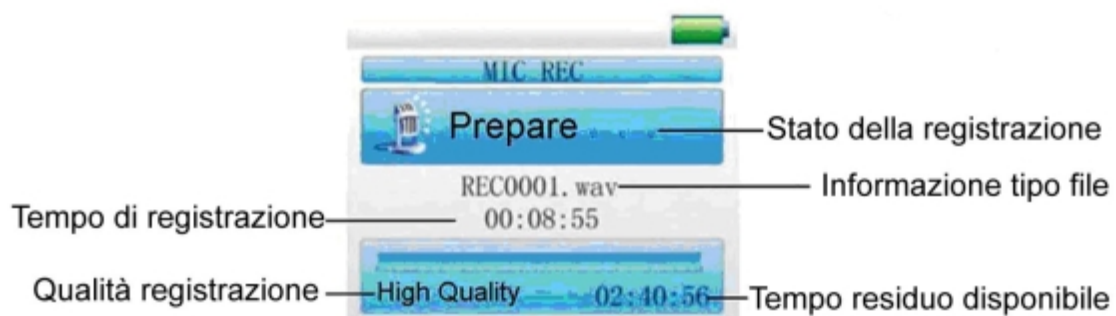 MIC REC
Prepare . . .
Stato della registrazione
REC0001.wav
Informazione tipo file
Tempo di registrazione
00:08:55
Qualità registrazione
High Quality
02:40:56
Tempo residuo disponibile